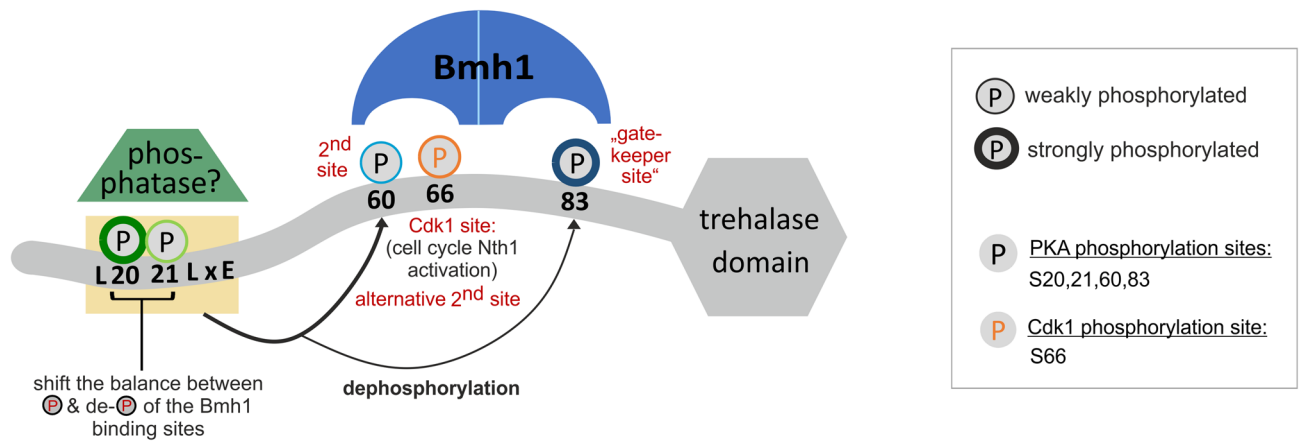 Bmh1
phos-
phatase?
P
P
L 20 21 L x E
shift the balance between
P & de- P of the Bmh1
binding sites
2nd
site
P
60
P
66
Cdk1 site:
(cell cycle Nth1
activation)
alternative 2nd site
„gate-
keeper
site“
P
83
dephosphorylation
trehalase
domain
P weakly phosphorylated
P strongly phosphorylated
P PKA phosphorylation sites:
S20,21,60,83
P Cdk1 phosphorylation site:
S66